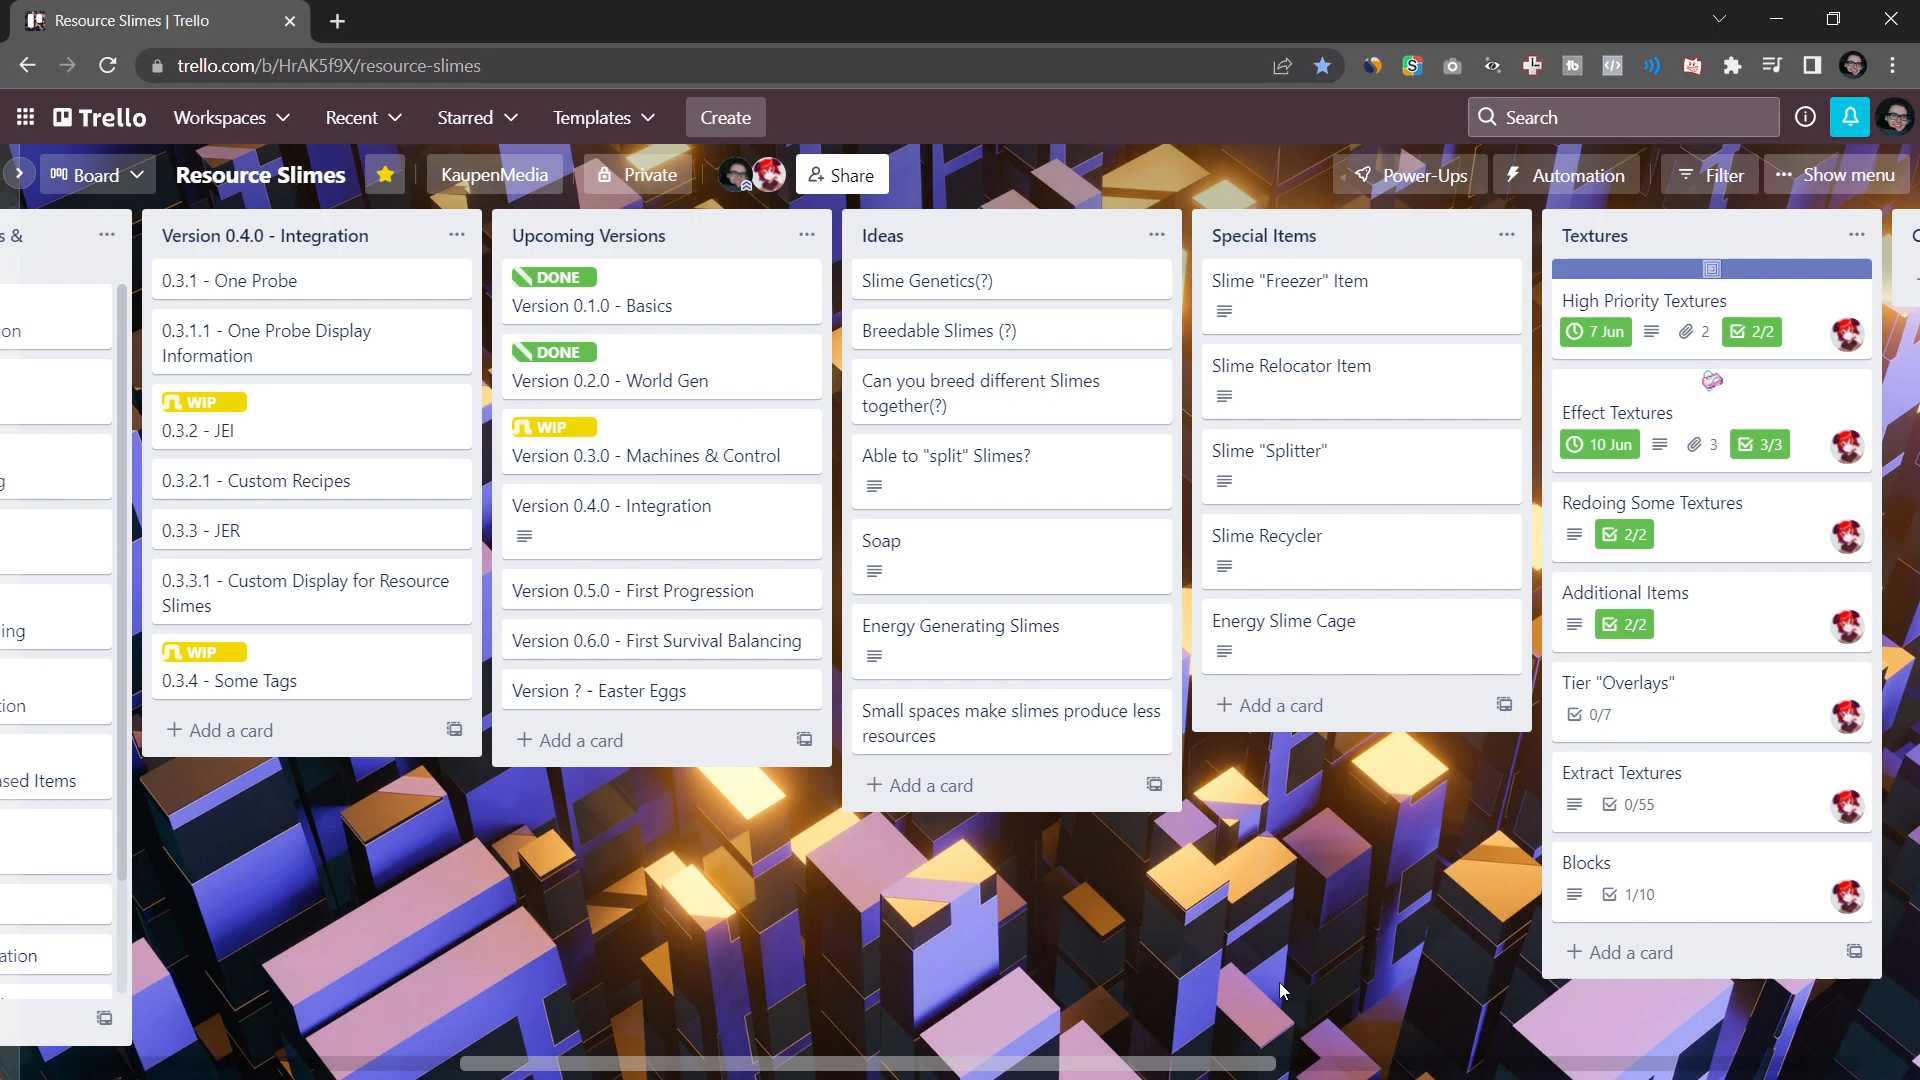 Resource Slimes | Trello
trello.com/b/HrAK5f9X/resource-slimes
Trello
Workspaces
Recent
Starred
Templates
Create
Search
Board
Resource Slimes
KaupenMedia
Private
Share
Power-Ups
Automation
Filter
Show menu
s &
on
g
ing
ion
ased Items
ation
Version 0.4.0 - Integration
0.3.1 - One Probe
0.3.1.1 - One Probe Display
Information
WIP
0.3.2 - JEI
0.3.2.1 - Custom Recipes
0.3.3 - JER
0.3.3.1 - Custom Display for Resource
Slimes
WIP
0.3.4 - Some Tags
+ Add a card
Upcoming Versions
DONE
Version 0.1.0 - Basics
DONE
Version 0.2.0 - World Gen
WIP
Version 0.3.0 - Machines & Control
Version 0.4.0 - Integration
Version 0.5.0 - First Progression
Version 0.6.0 - First Survival Balancing
Version ? - Easter Eggs
+ Add a card
Ideas
Slime Genetics(?)
Breedable Slimes (?)
Can you breed different Slimes
together(?)
Able to "split" Slimes?
Soap
Energy Generating Slimes
Small spaces make slimes produce less
resources
+ Add a card
Special Items
Slime "Freezer" Item
Slime Relocator Item
Slime "Splitter"
Slime Recycler
Energy Slime Cage
+ Add a card
Textures
High Priority Textures
7 Jun 2 2/2
Effect Textures
10 Jun 3 3/3
Redoing Some Textures
2/2
Additional Items
2/2
Tier "Overlays"
0/7
Extract Textures
0/55
Blocks
1/10
+ Add a card